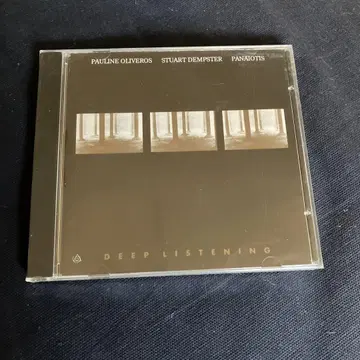 PAULINE OLIVEROS STUART DEMPSTER PANAIOTIS
DEEP LISTENING